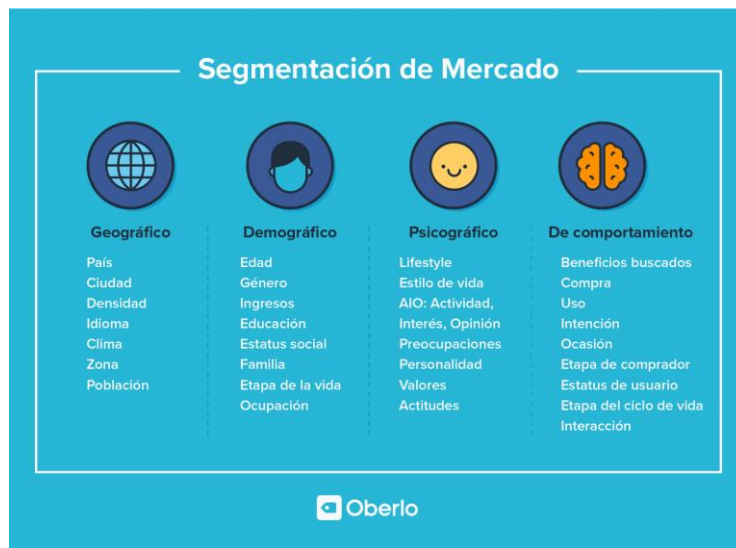 Segmentación de Mercado
Geográfico
País
Ciudad
Densidad
Idioma
Clima
Zona
Población
Demográfico
Edad
Género
Ingresos
Educación
Estatus social
Familia
Etapa de la vida
Ocupación
Psicográfico
Lifestyle
Estilo de vida
AIO: Actividad,
Interés, Opinión
Preocupaciones
Personalidad
Valores
Actitudes
De comportamiento
Beneficios buscados
Compra
Uso
Intención
Ocasión
Etapa de comprador
Estatus de usuario
Etapa del ciclo de vida
Interacción
Oberlo